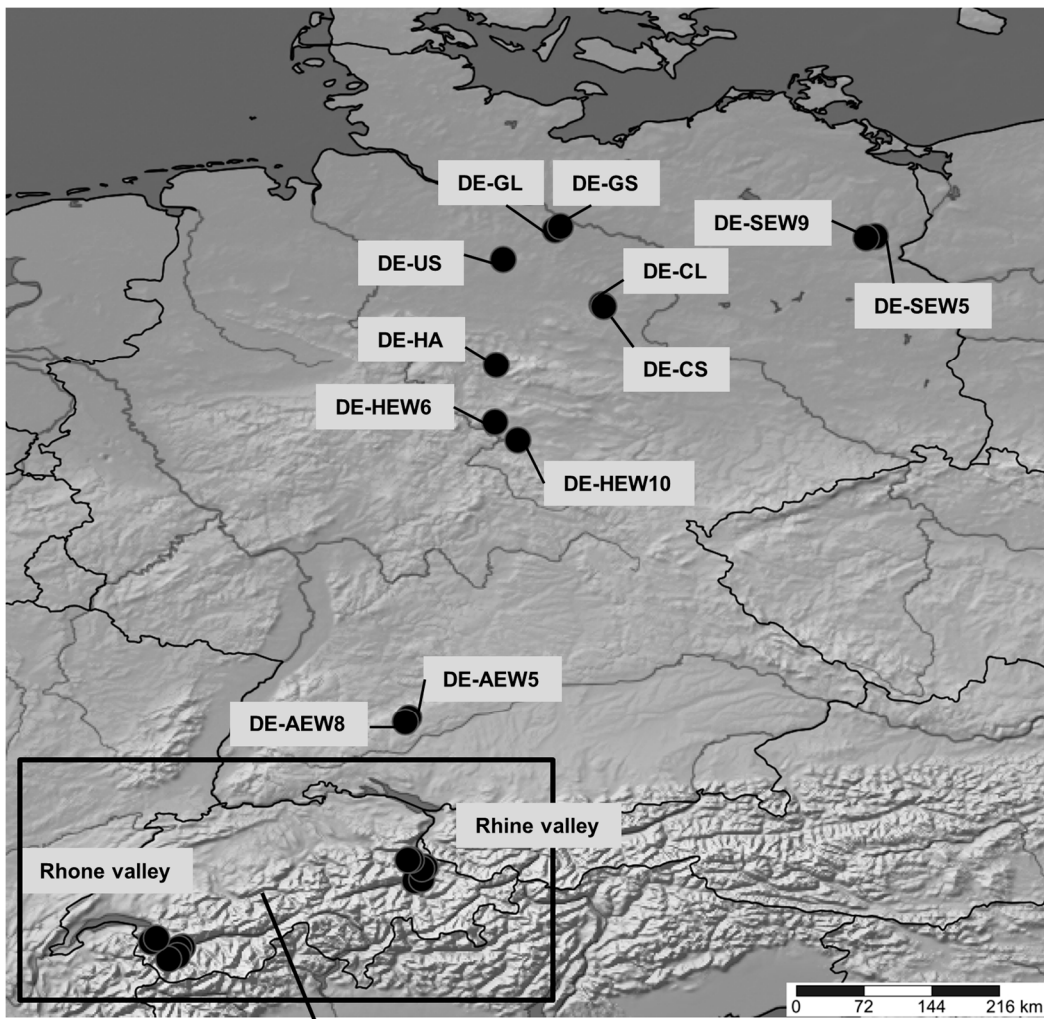 DE-GL
DE-GS
DE-SEW9
DE-US
DE-CL
DE-SEW5
DE-HA
DE-CS
DE-HEW6
DE-HEW10
DE-AEW5
DE-AEW8
Rhine valley
Rhone valley
0 72 144 216 km